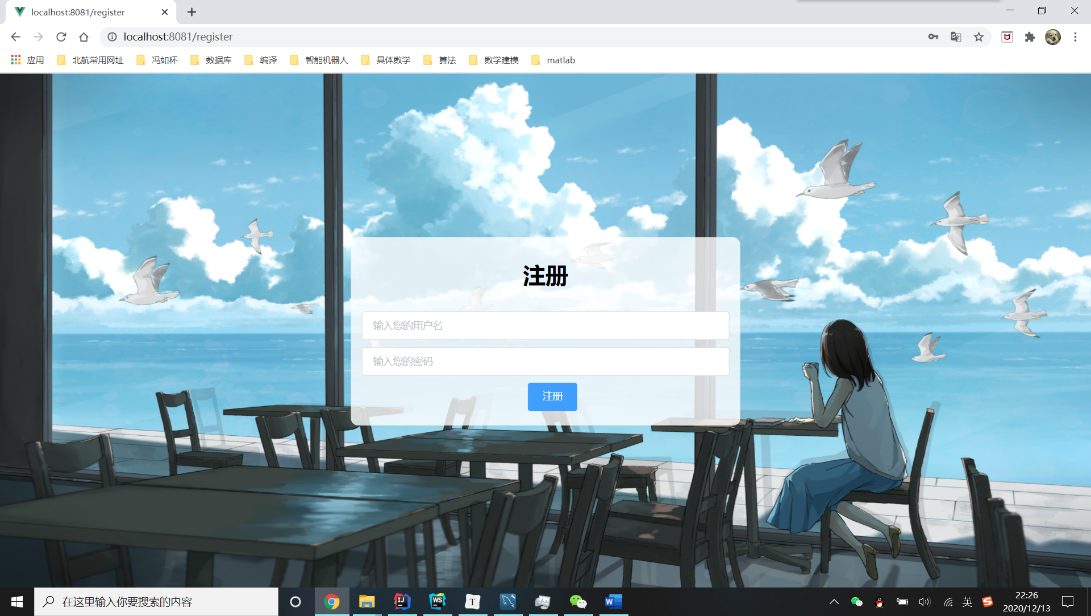 localhost:8081/register
localhost:8081/register
应用 北航常用网址 冯如杯 数据库 编译 智能机器人 具体数学 算法 数学建模 matlab
注册
输入您的用户名
输入您的密码
注册
在这里输入你要搜索的内容
英
22:26
2020/12/13